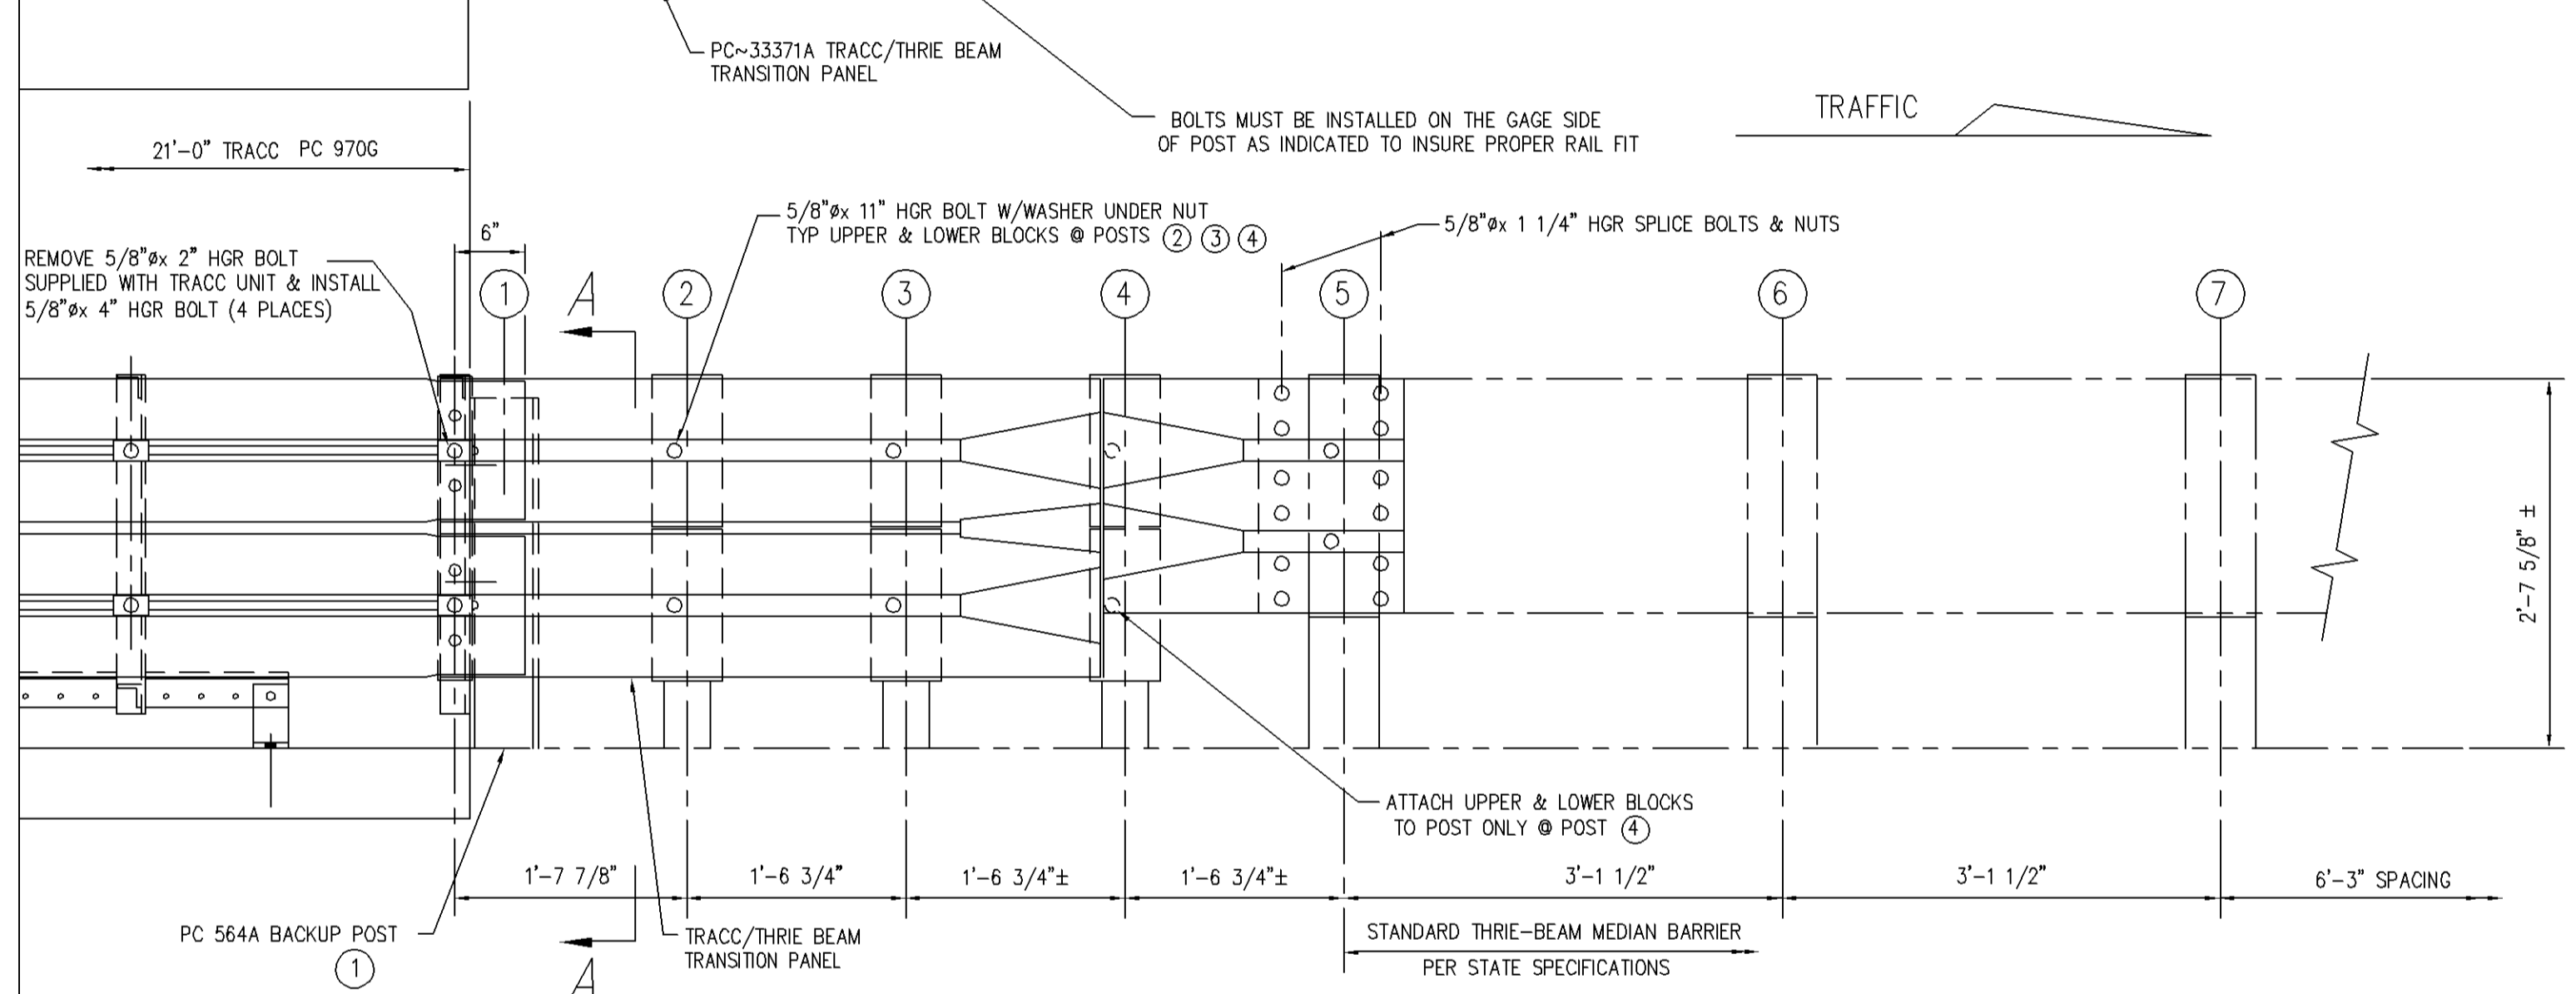 PC~33371A TRACC/THRIE BEAM
TRANSITION PANEL
BOLTS MUST BE INSTALLED ON THE GAGE SIDE
OF POST AS INDICATED TO INSURE PROPER RAIL FIT
TRAFFIC
21'-0" TRACC PC 970G
6"
5/8"øx 11" HGR BOLT W/WASHER UNDER NUT
TYP UPPER & LOWER BLOCKS @ POSTS 2 3 4
5/8"øx 1 1/4" HGR SPLICE BOLTS & NUTS
REMOVE 5/8"øx 2" HGR BOLT
SUPPLIED WITH TRACC UNIT & INSTALL
5/8"øx 4" HGR BOLT (4 PLACES)
1
A
2
3
4
5
6
7
2'-7 5/8" ±
ATTACH UPPER & LOWER BLOCKS
TO POST ONLY @ POST 4
1'-7 7/8"
1'-6 3/4"
1'-6 3/4"±
1'-6 3/4"±
3'-1 1/2"
3'-1 1/2"
6'-3" SPACING
PC 564A BACKUP POST
1
TRACC/THRIE BEAM
TRANSITION PANEL
A
STANDARD THRIE-BEAM MEDIAN BARRIER
PER STATE SPECIFICATIONS